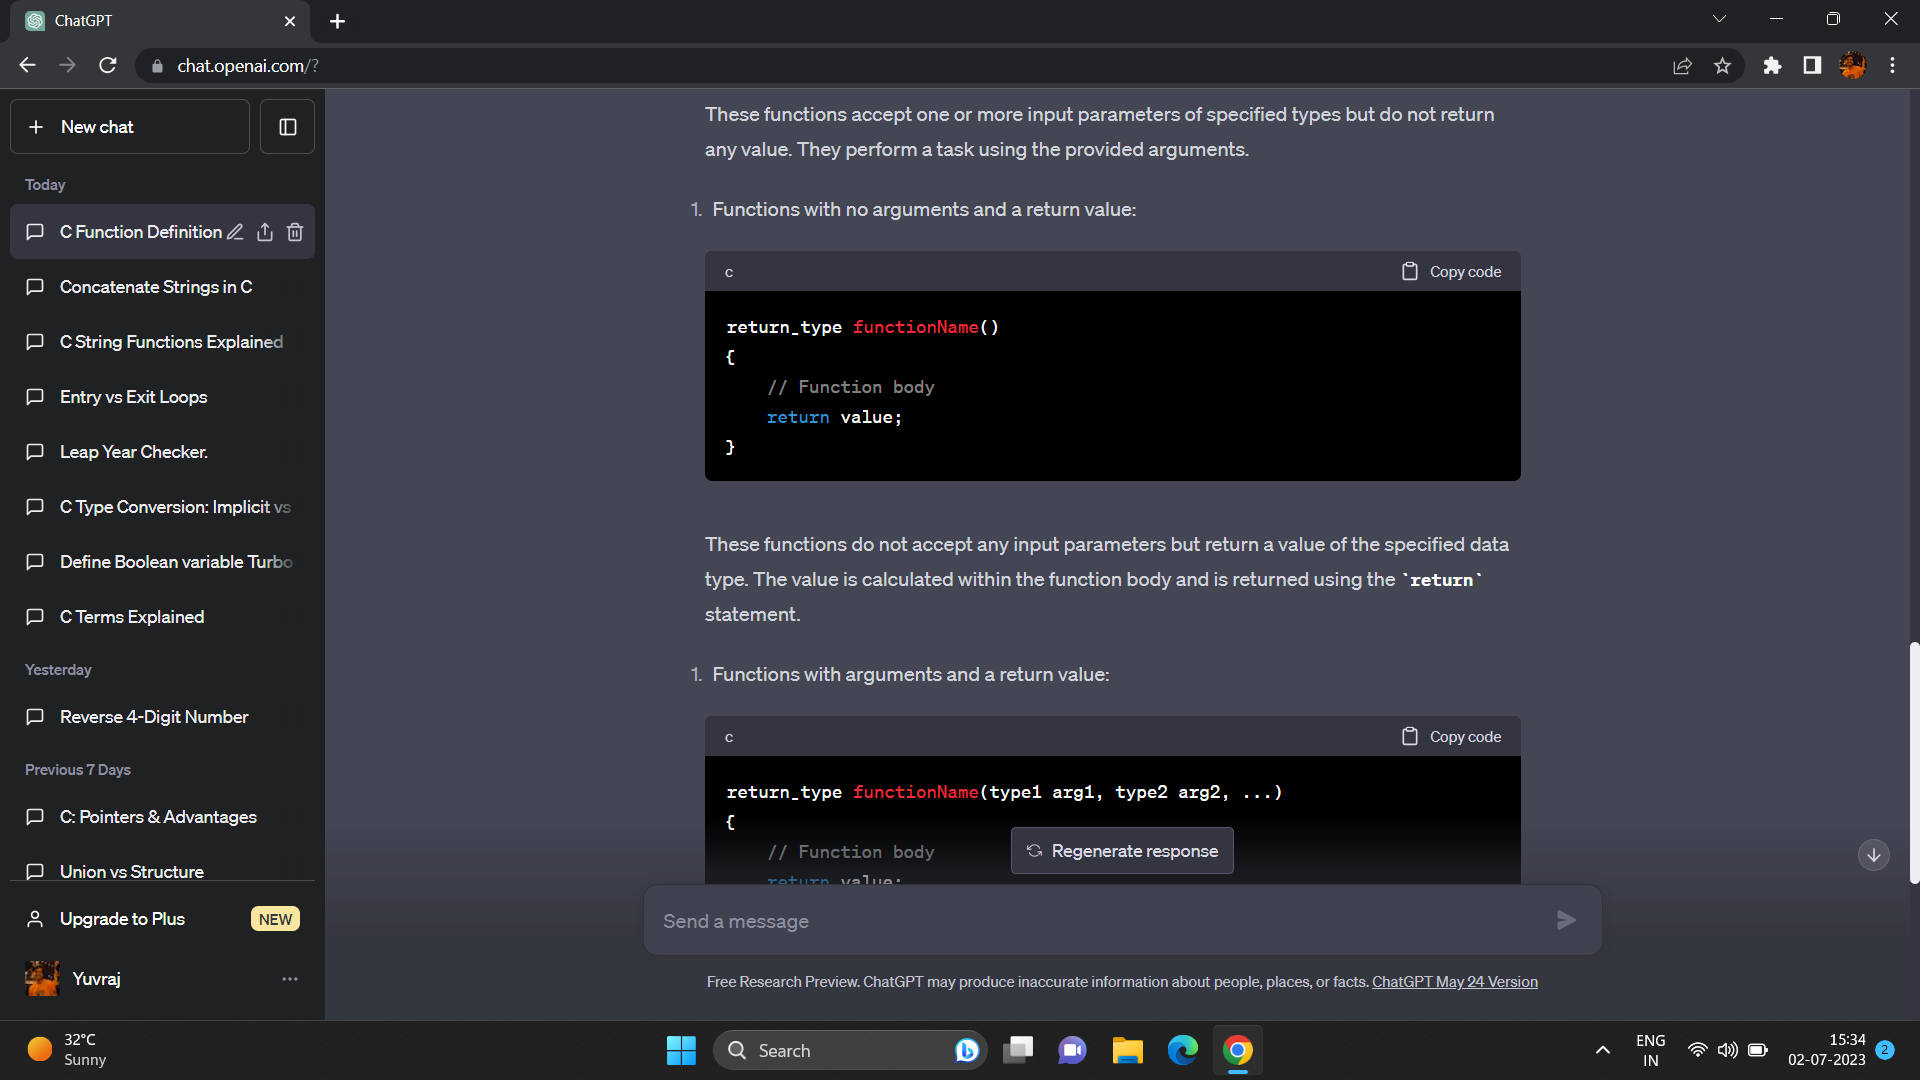 ChatGPT
chat.openai.com/?
New chat
Today
C Function Definition
Concatenate Strings in C
C String Functions Explained
Entry vs Exit Loops
Leap Year Checker.
C Type Conversion: Implicit vs
Define Boolean variable Turbo
C Terms Explained
Yesterday
Reverse 4-Digit Number
Previous 7 Days
C: Pointers & Advantages
Union vs Structure
Upgrade to Plus NEW
Yuvraj
These functions accept one or more input parameters of specified types but do not return
any value. They perform a task using the provided arguments.
1. Functions with no arguments and a return value:
c Copy code
return_type functionName()
{
// Function body
return value;
}
These functions do not accept any input parameters but return a value of the specified data
type. The value is calculated within the function body and is returned using the `return`
statement.
1. Functions with arguments and a return value:
c Copy code
return_type functionName(type1 arg1, type2 arg2, ...)
{
// Function body
return value;
Regenerate response
Send a message
Free Research Preview. ChatGPT may produce inaccurate information about people, places, or facts. ChatGPT May 24 Version
32°C
Sunny
Search
ENG
IN
15:34
02-07-2023
2